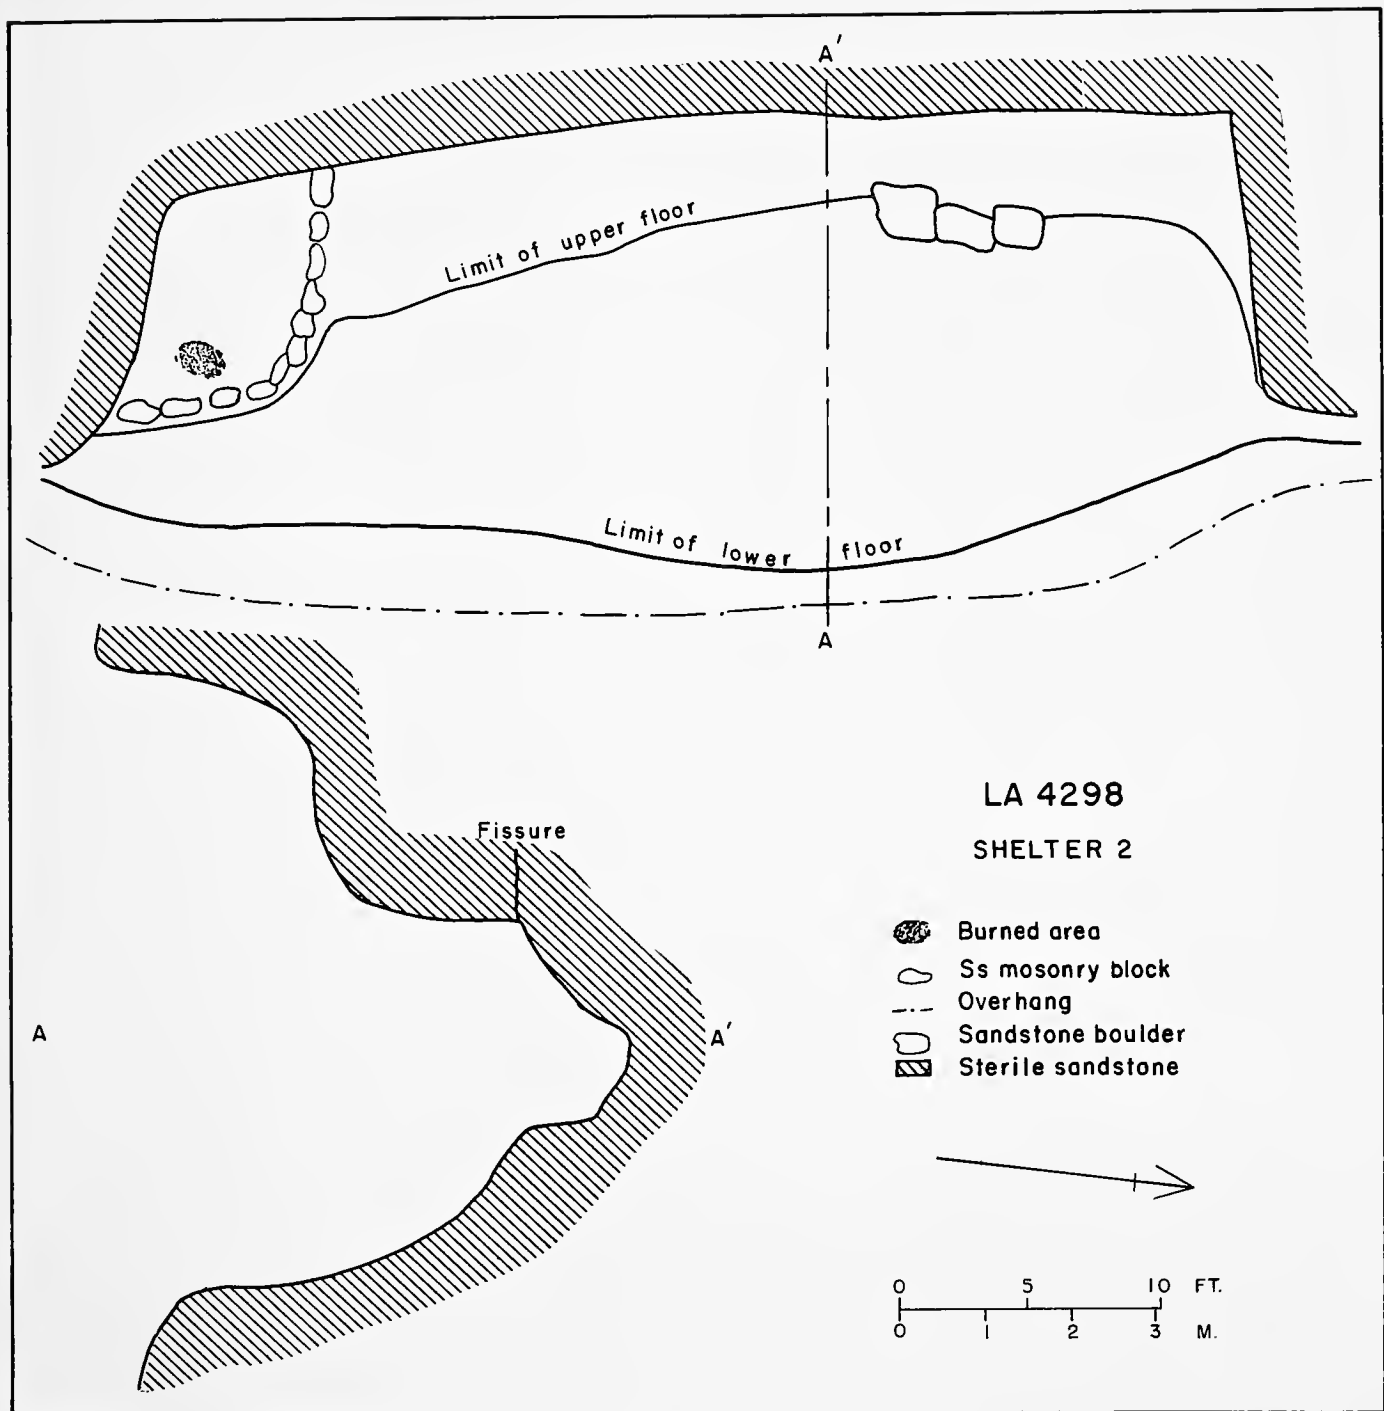 A'
Limit of upper floor
Limit of lower floor
A
Fissure
A
A'
LA 4298
SHELTER 2
Burned area
Ss masonry block
Overhang
Sandstone boulder
Sterile sandstone
0 5 10 FT.
0 1 2 3 M.